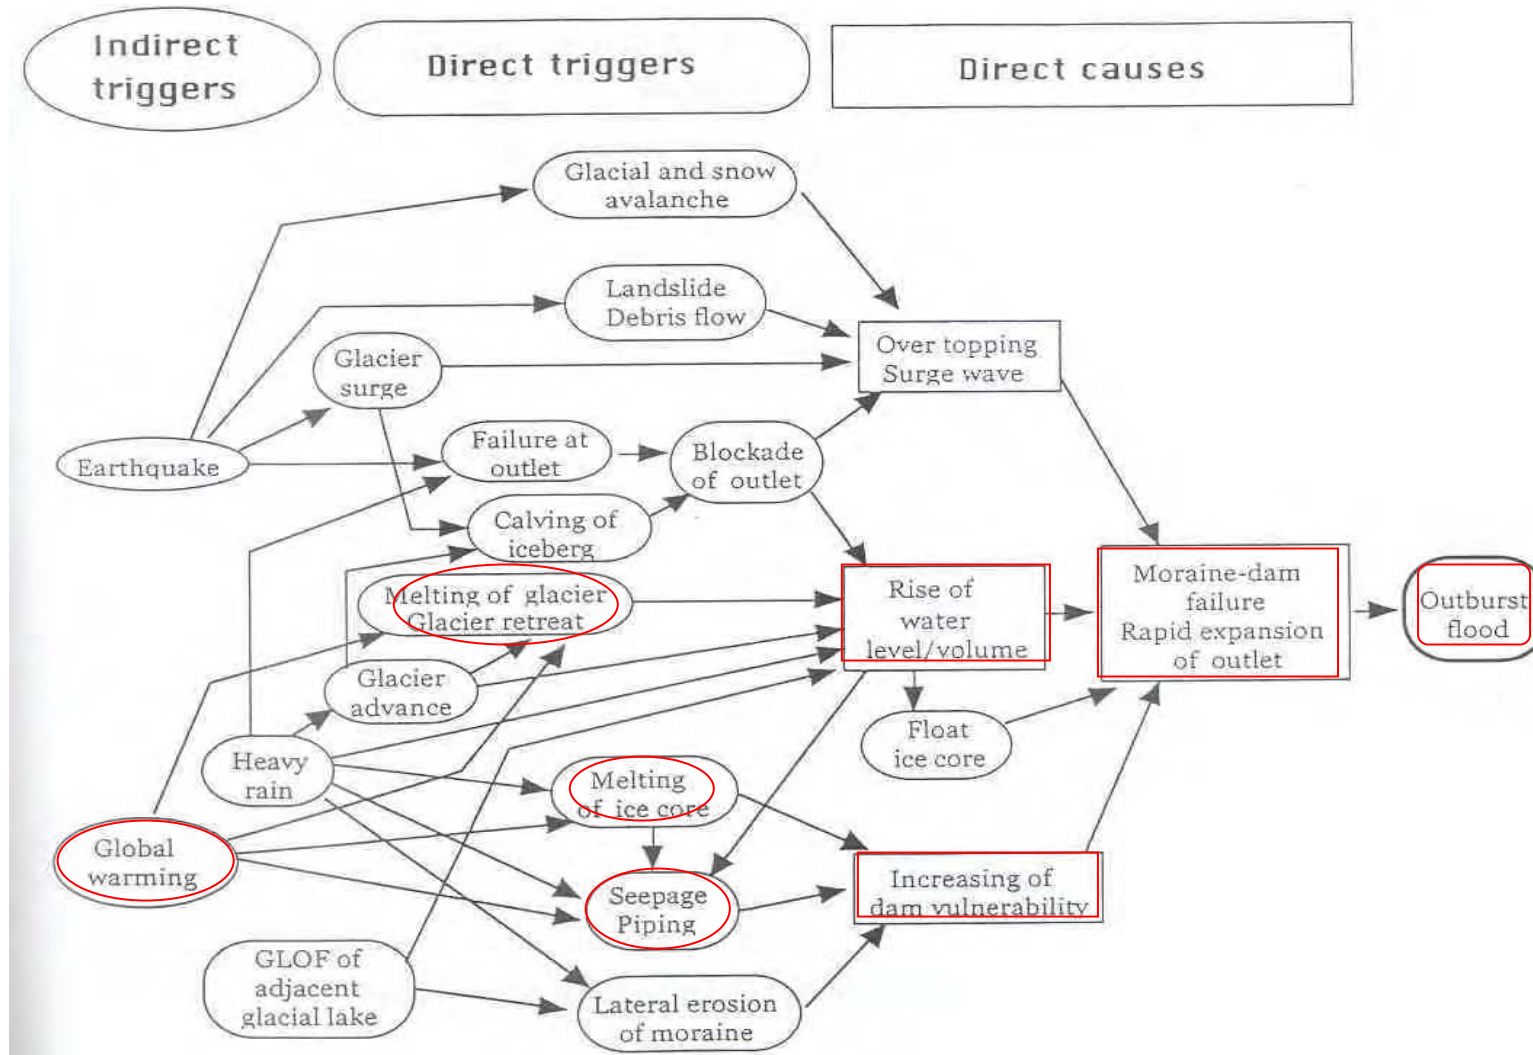 Indirect
triggers
Direct triggers
Direct causes
Glacial and snow
avalanche
Landslide
Debris flow
Glacier
surge
Over topping
Surge wave
Failure at
outlet
Blockade
of outlet
Earthquake
Calving of
iceberg
Melting of glacier
Glacier retreat
Rise of
water
level/volume
Moraine-dam
failure
Rapid expansion
of outlet
Outburst
flood
Glacier
advance
Float
ice core
Heavy
rain
Melting
of ice core
Global
warming
Seepage
Piping
Increasing of
dam vulnerability
GLOF of
adjacent
glacial lake
Lateral erosion
of moraine